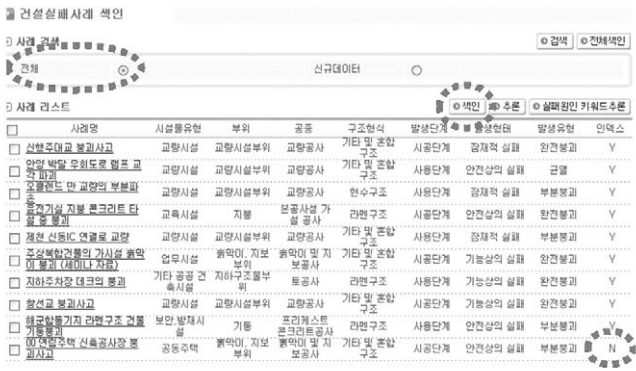 건설실패사례 색인
사례 검색
검색 전체색인
전체 신규데이터
사례 리스트
색인 추론 실패원인 키워드추론
사례명 시설물유형 부위 공종 구조형식 발생단계 발생형태 발생유형 인덱스
신행주대교 붕괴사고 교량시설 교량시설부위 교량공사 기타 및 혼합 구조 시공단계 잠재적 실패 완전붕괴 Y
안양 박달 우회도로 램프 교각 파괴 교량시설 교량시설부위 교량공사 기타 및 혼합 구조 사용단계 안전상의 실패 균열 Y
오클랜드 만 교량의 부분파손 교량시설 교량시설부위 교량공사 현수구조 사용단계 잠재적 실패 부분붕괴 Y
지붕 콘크리트 타설 중 붕괴 교육시설 지붕 본공사성 가설 공사 라멘구조 시공단계 안전상의 실패 완전붕괴 Y
제천 신동IC 연결로 교량 교량시설 교량시설부위 교량공사 기타 및 혼합 구조 사용단계 잠재적 실패 부분붕괴 Y
주상복합건물의 가시설 흙막이 붕괴 (세미나 자료) 업무시설 흙막이, 지보 부위 흙막이 및 지보공사 기타 및 혼합 구조 시공단계 기능상의 실패 완전붕괴 Y
지하주차장 데크의 붕괴 기타 공공 건축시설 지하구조물부위 토공사 라멘구조 시공단계 기능상의 실패 완전붕괴 Y
창선교 붕괴사고 교량시설 교량시설부위 교량공사 기타 및 혼합 구조 시공단계 기능상의 실패 완전붕괴 Y
라멘구조 건물 기둥붕괴 보안,방재시설 기둥 프리캐스트 콘크리트공사 라멘구조 사용단계 안전상의 실패 부분붕괴 Y
00 연립주택 신축공사장 붕괴사고 공동주택 흙막이, 지보 부위 흙막이 및 지보공사 기타 및 혼합 구조 시공단계 안전상의 실패 부분붕괴 N